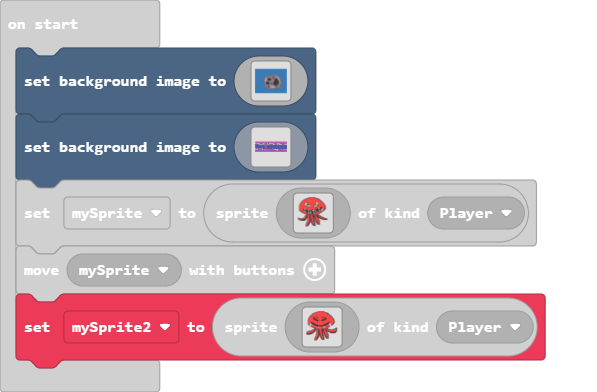 on start
set background image to
set background image to
set mySprite to sprite of kind Player
move mySprite with buttons
set mySprite2 to sprite of kind Player